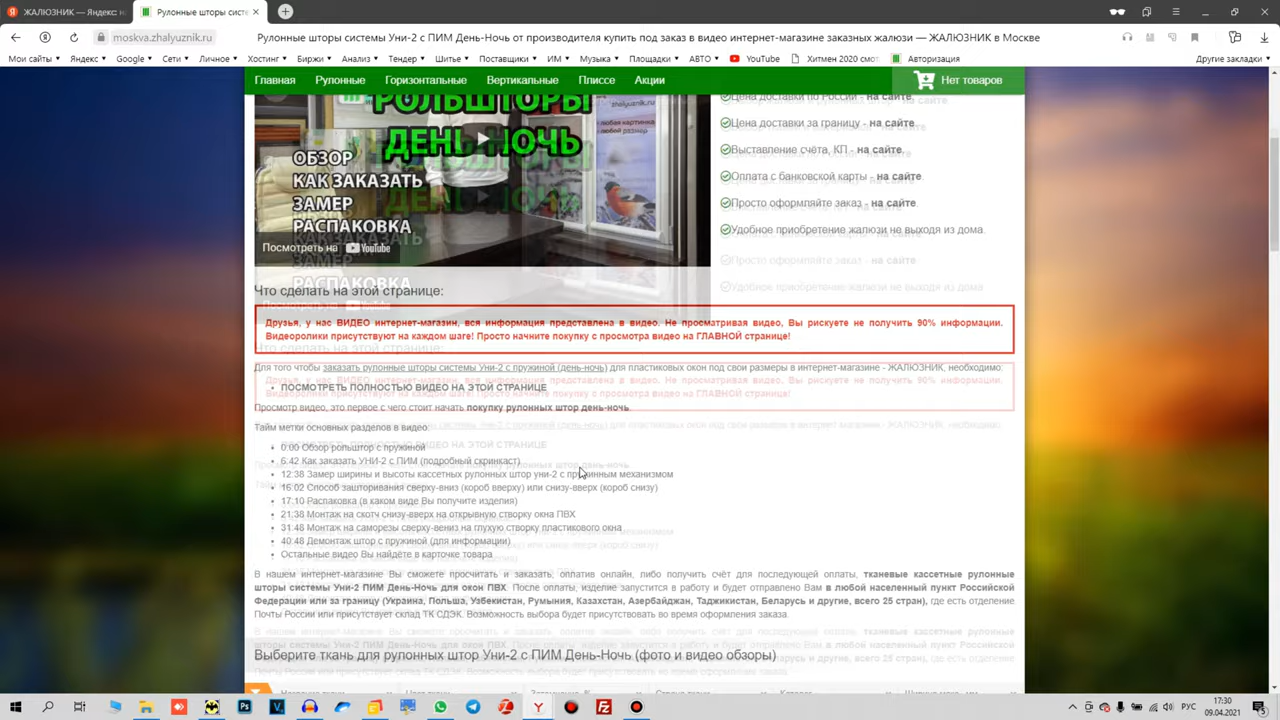 ЖАЛЮЗНИК — Яндекс: н
Рулонные шторы сист
moskva.zhalyuznik.ru
Рулонные шторы системы Уни-2 с ПИМ День-Ночь от производителя купить под заказ в видео интернет-магазине заказных жалюзи — ЖАЛЮЗНИК в Москве
Мои сайты Яндекс Google Сети Личное Хостинг Биржи Анализ Тендер Шитье Поставщики ИМ Музыка Площадки АВТО YouTube Хитмен 2020 смот Авторизация Другие закладки
Главная Рулонные Горизонтальные Вертикальные Плиссе Акции Нет товаров
РОЛЬШТОРЫ
ДЕНЬ-НОЧЬ
ОБЗОР
КАК ЗАКАЗАТЬ
ЗАМЕР
РАСПАКОВКА
Посмотреть на YouTube
zhalyuznik.ru
Цена доставки по России - на сайте
Цена доставки за границу - на сайте.
Выставление счёта, КП - на сайте.
Оплата с банковской карты - на сайте.
Просто оформляйте заказ - на сайте.
Удобное приобретение жалюзи не выходя из дома.
Что сделать на этой странице:
Друзья, у нас ВИДЕО интернет-магазин, вся информация представлена в видео. Не просматривая видео, Вы рискуете не получить 90% информации.
Видеоролики присутствуют на каждом шаге! Просто начните покупку с просмотра видео на ГЛАВНОЙ странице!
Для того чтобы заказать рулонные шторы системы Уни-2 с пружиной (день-ночь) для пластиковых окон под свои размеры в интернет-магазине - ЖАЛЮЗНИК, необходимо:
ПОСМОТРЕТЬ ПОЛНОСТЬЮ ВИДЕО НА ЭТОЙ СТРАНИЦЕ
Просмотр видео, это первое с чего стоит начать покупку рулонных штор день-ночь.
Тайм метки основных разделов в видео:
0:00 Обзор рольштор с пружиной
6:42 Как заказать УНИ-2 с ПИМ (подробный скринкаст)
12:38 Замер ширины и высоты кассетных рулонных штор уни-2 с пружинным механизмом
16:02 Способ зашторивания сверху-вниз (короб вверху) или снизу-вверх (короб снизу)
17:10 Распаковка (в каком виде Вы получите изделия)
21:38 Монтаж на скотч снизу-вверх на открывную створку окна ПВХ
31:48 Монтаж на саморезы сверху-вениз на глухую створку пластикового окна
40:48 Демонтаж штор с пружиной (для информации)
Остальные видео Вы найдёте в карточке товара
В нашем интернет-магазине Вы сможете просчитать и заказать, оплатив онлайн, либо получить счёт для последующей оплаты, тканевые кассетные рулонные
шторы системы Уни-2 ПИМ День-Ночь для окон ПВХ. После оплаты, изделие запустится в работу и будет отправлено Вам в любой населенный пункт Российской
Федерации или за границу (Украина, Польша, Узбекистан, Румыния, Казахстан, Азербайджан, Таджикистан, Беларусь и другие, всего 25 стран), где есть отделение
Почты России или присутствует склад ТК СДЭК. Возможность выбора будет присутствовать во время оформления заказа.
Выберите ткань для рулонных штор Уни-2 с ПИМ День-Ночь (фото и видео обзоры)
РУС
17:30
09.04.2021